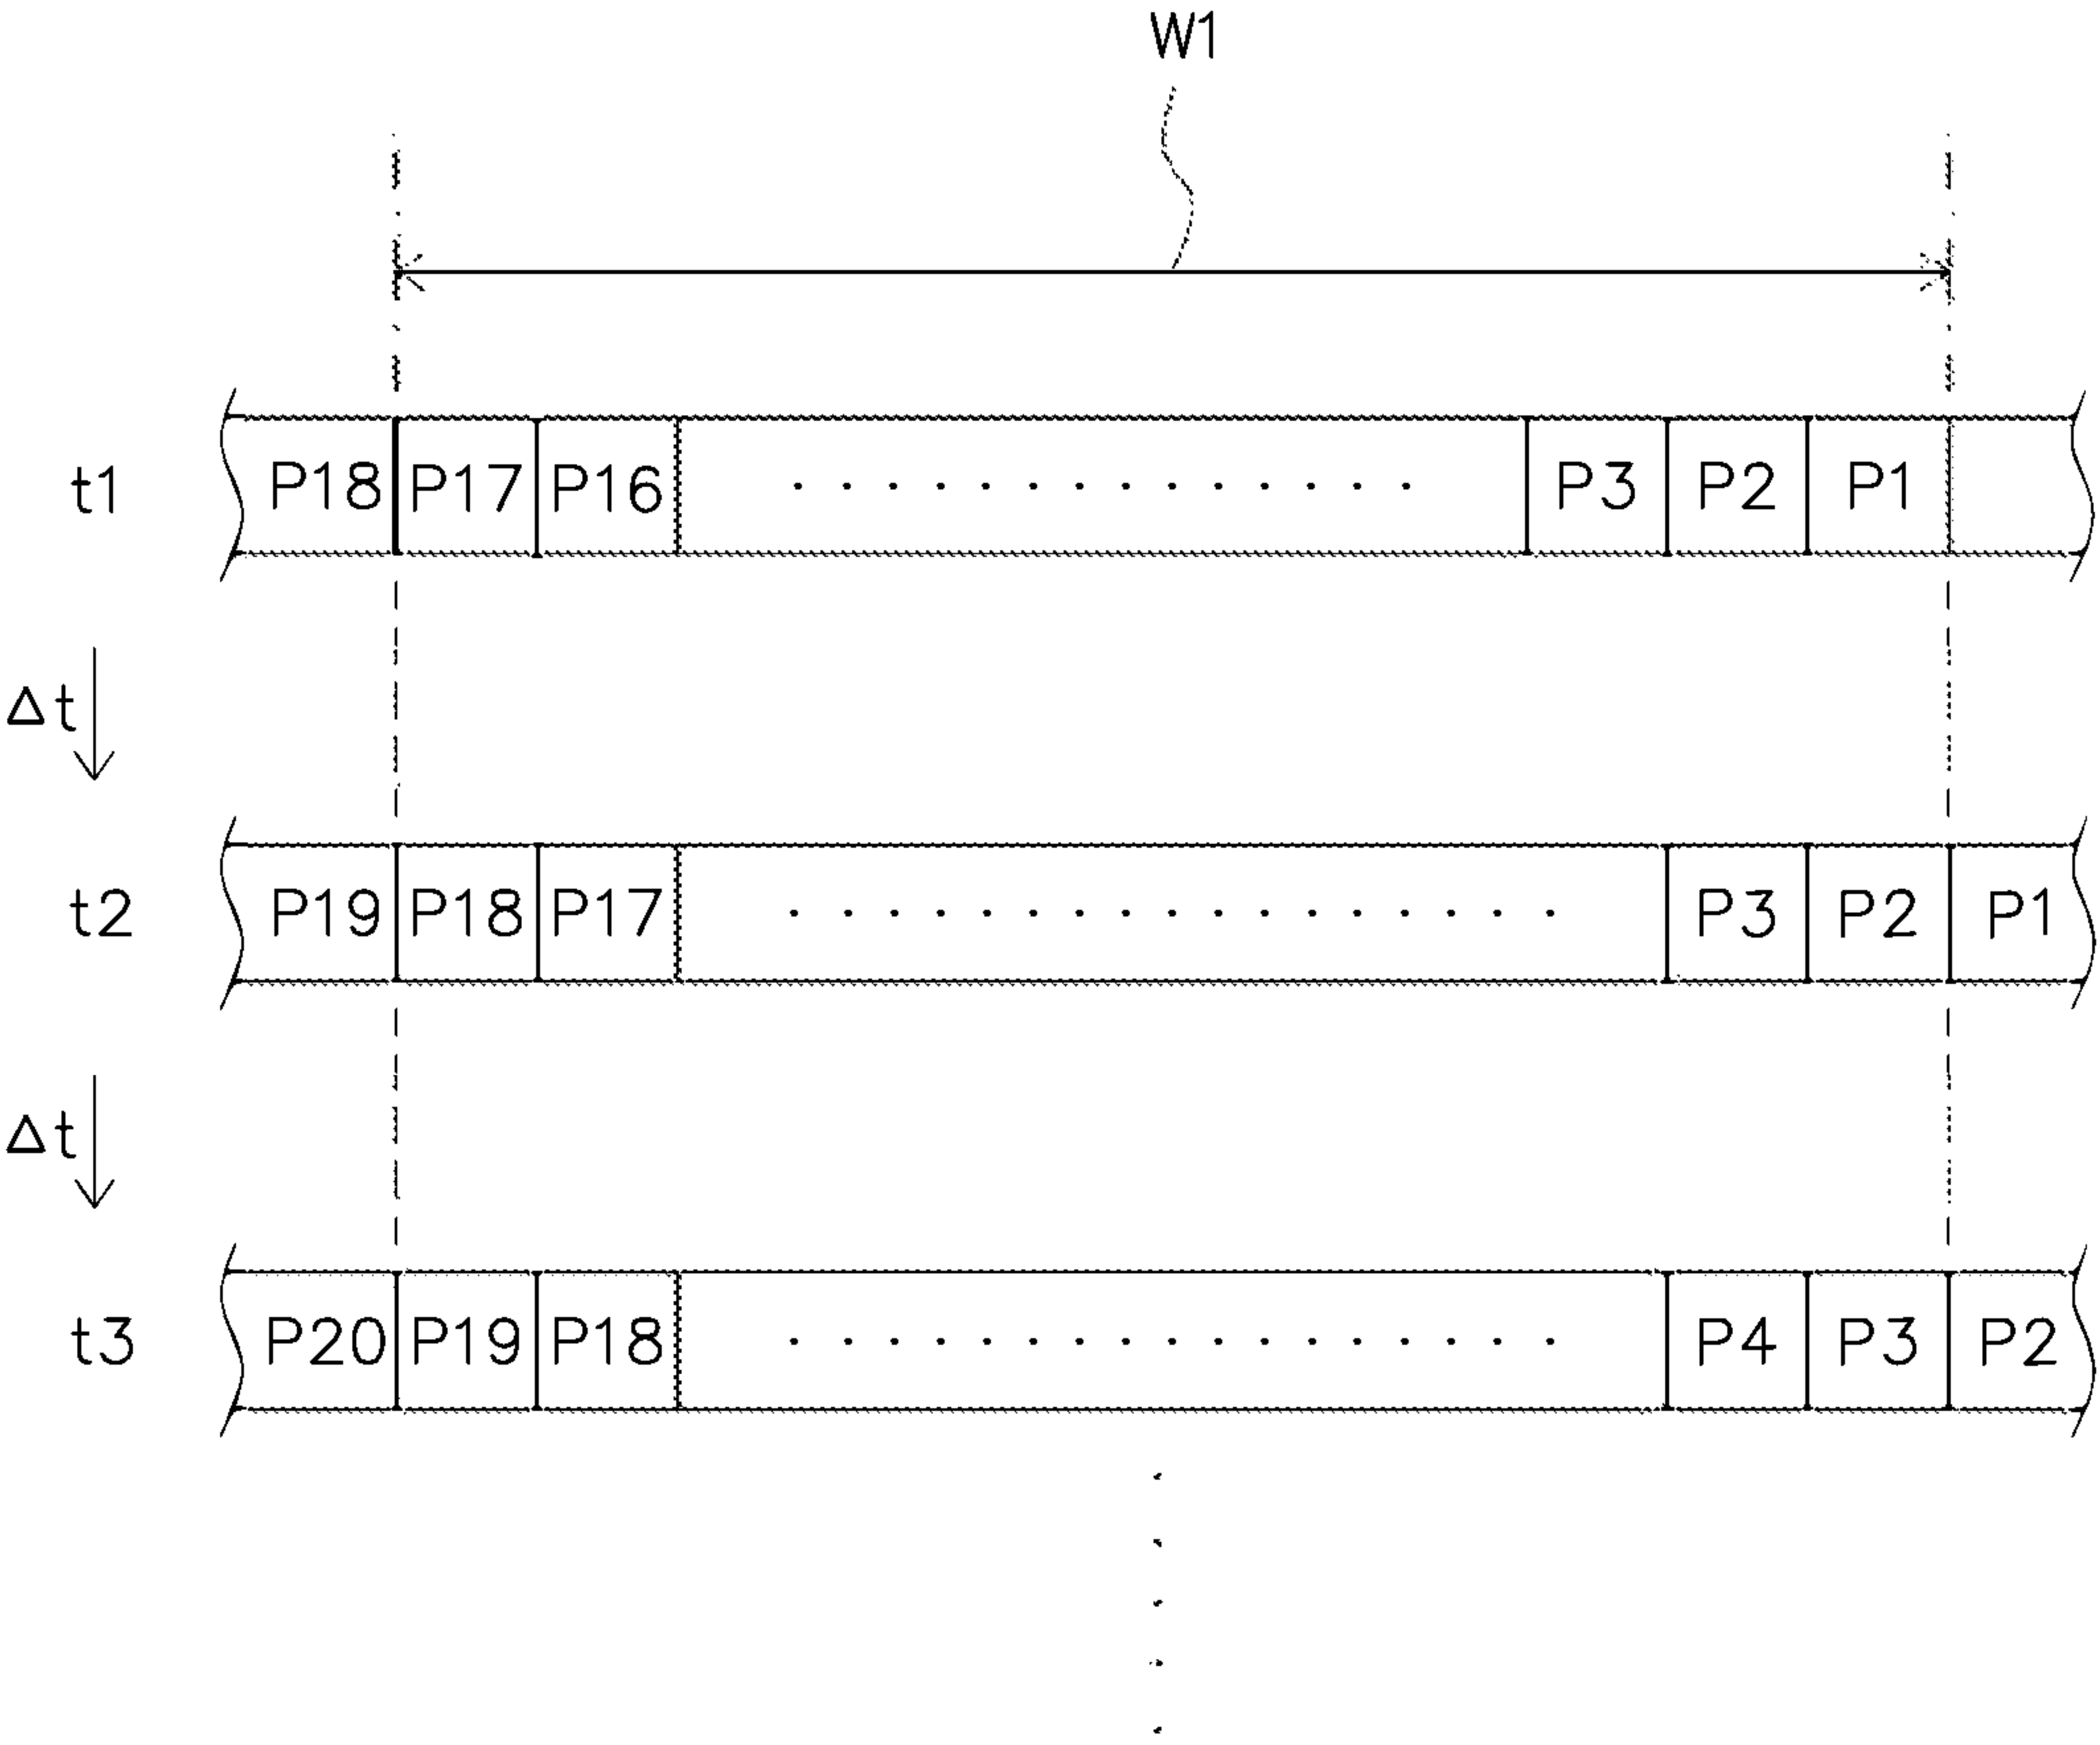 W1
t1 P18 P17 P16 . . . . . . . . . . . . . . P3 P2 P1
Δt
t2 P19 P18 P17 . . . . . . . . . . . . . . . . . P3 P2 P1
Δt
t3 P20 P19 P18 . . . . . . . . . . . . . . . . . P4 P3 P2